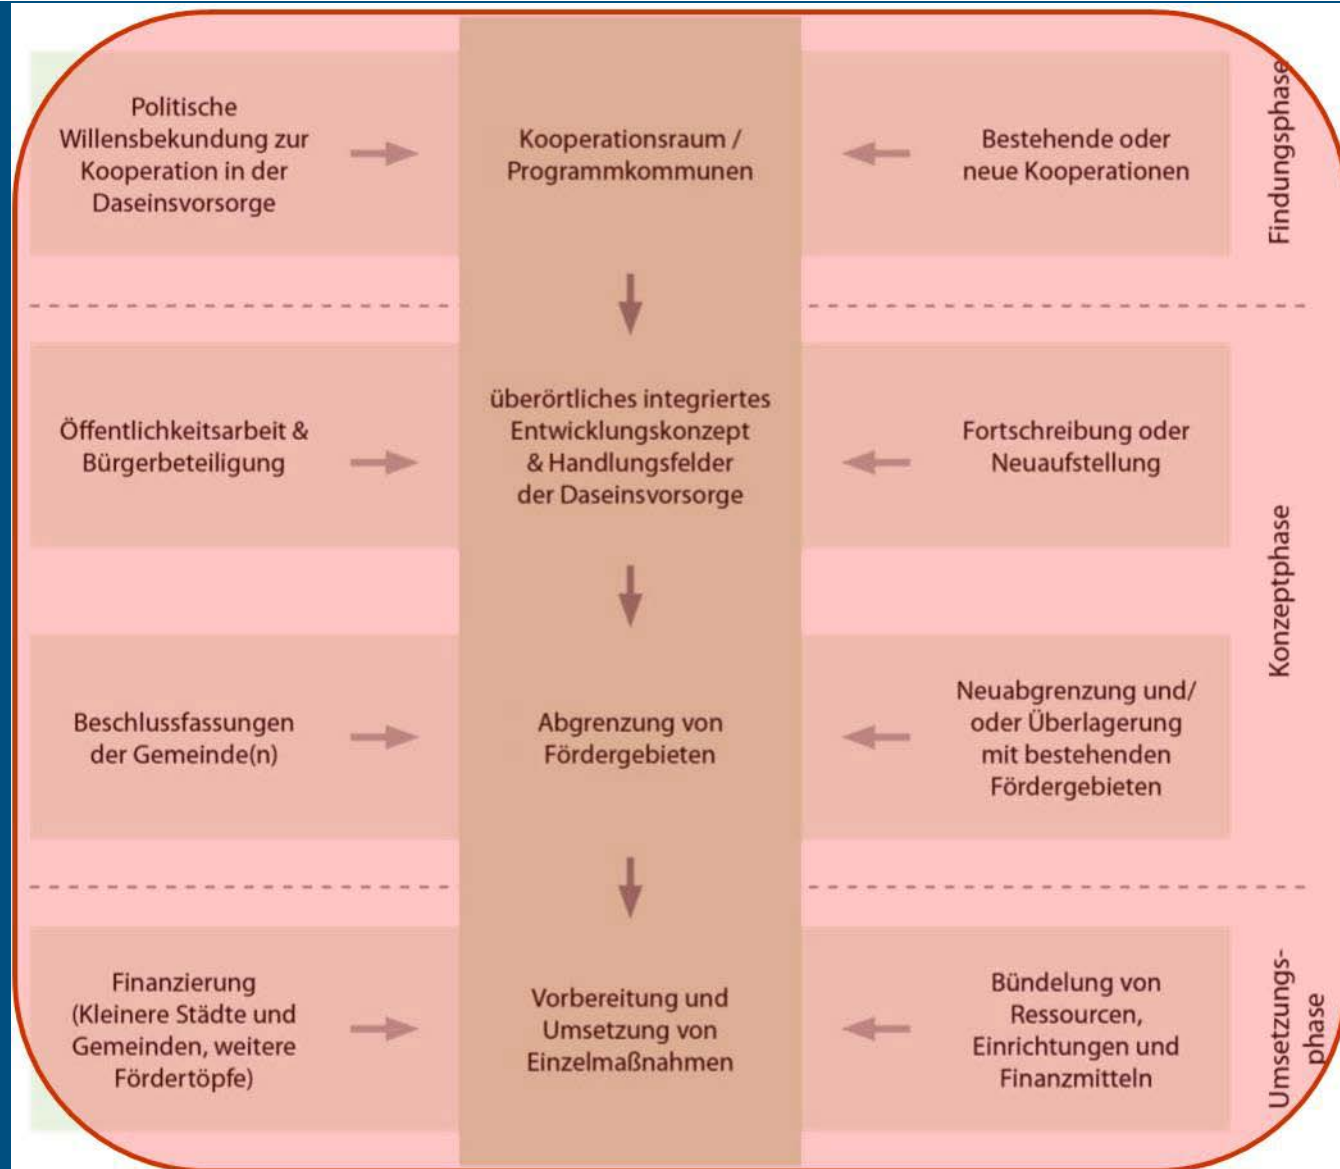 Politische
Willensbekundung zur
Kooperation in der
Daseinsvorsorge
Kooperationsraum /
Programmkommunen
Bestehende oder
neue Kooperationen
Findungsphase
Öffentlichkeitsarbeit &
Bürgerbeteiligung
überörtliches integriertes
Entwicklungskonzept
& Handlungsfelder
der Daseinsvorsorge
Fortschreibung oder
Neuaufstellung
Konzeptphase
Beschlussfassungen
der Gemeinde(n)
Abgrenzung von
Fördergebieten
Neuabgrenzung und/
oder Überlagerung
mit bestehenden
Fördergebieten
Finanzierung
(Kleinere Städte und
Gemeinden, weitere
Fördertöpfe)
Vorbereitung und
Umsetzung von
Einzelmaßnahmen
Bündelung von
Ressourcen,
Einrichtungen und
Finanzmitteln
Umsetzungs-
phase